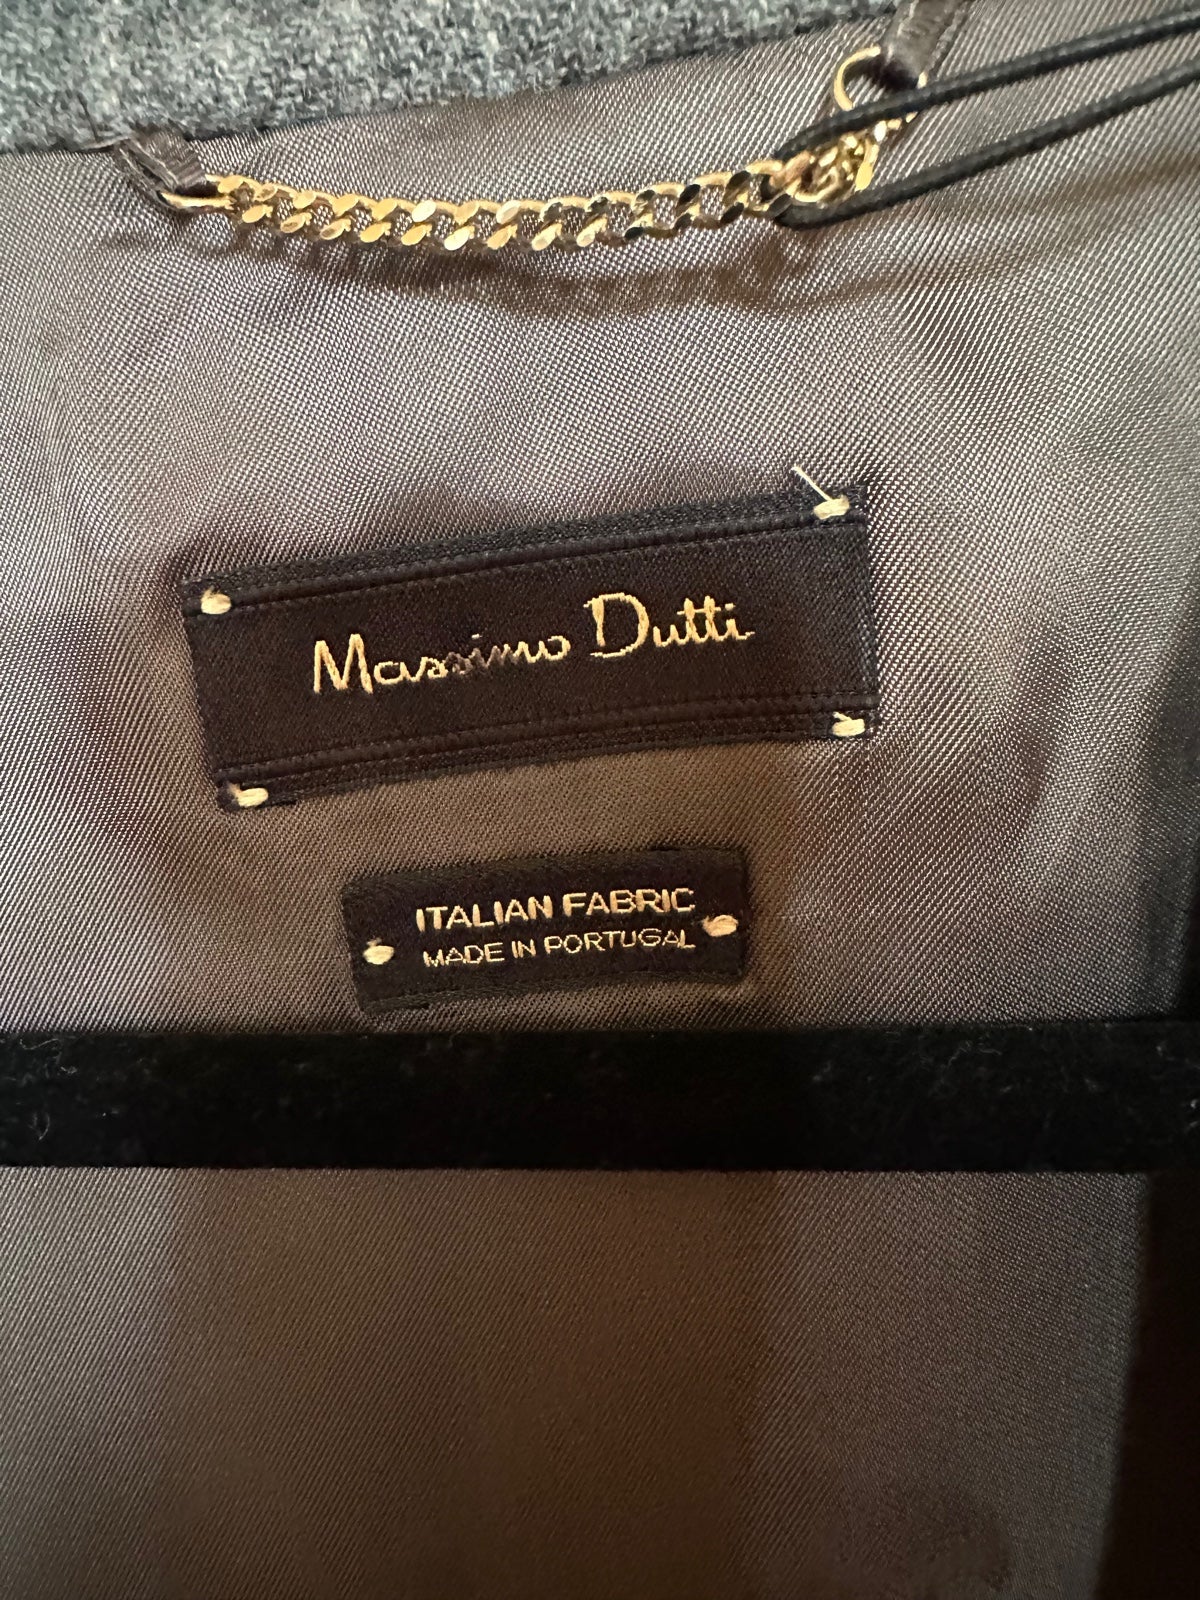 Massimo Dutti
ITALIAN FABRIC
MADE IN PORTUGAL